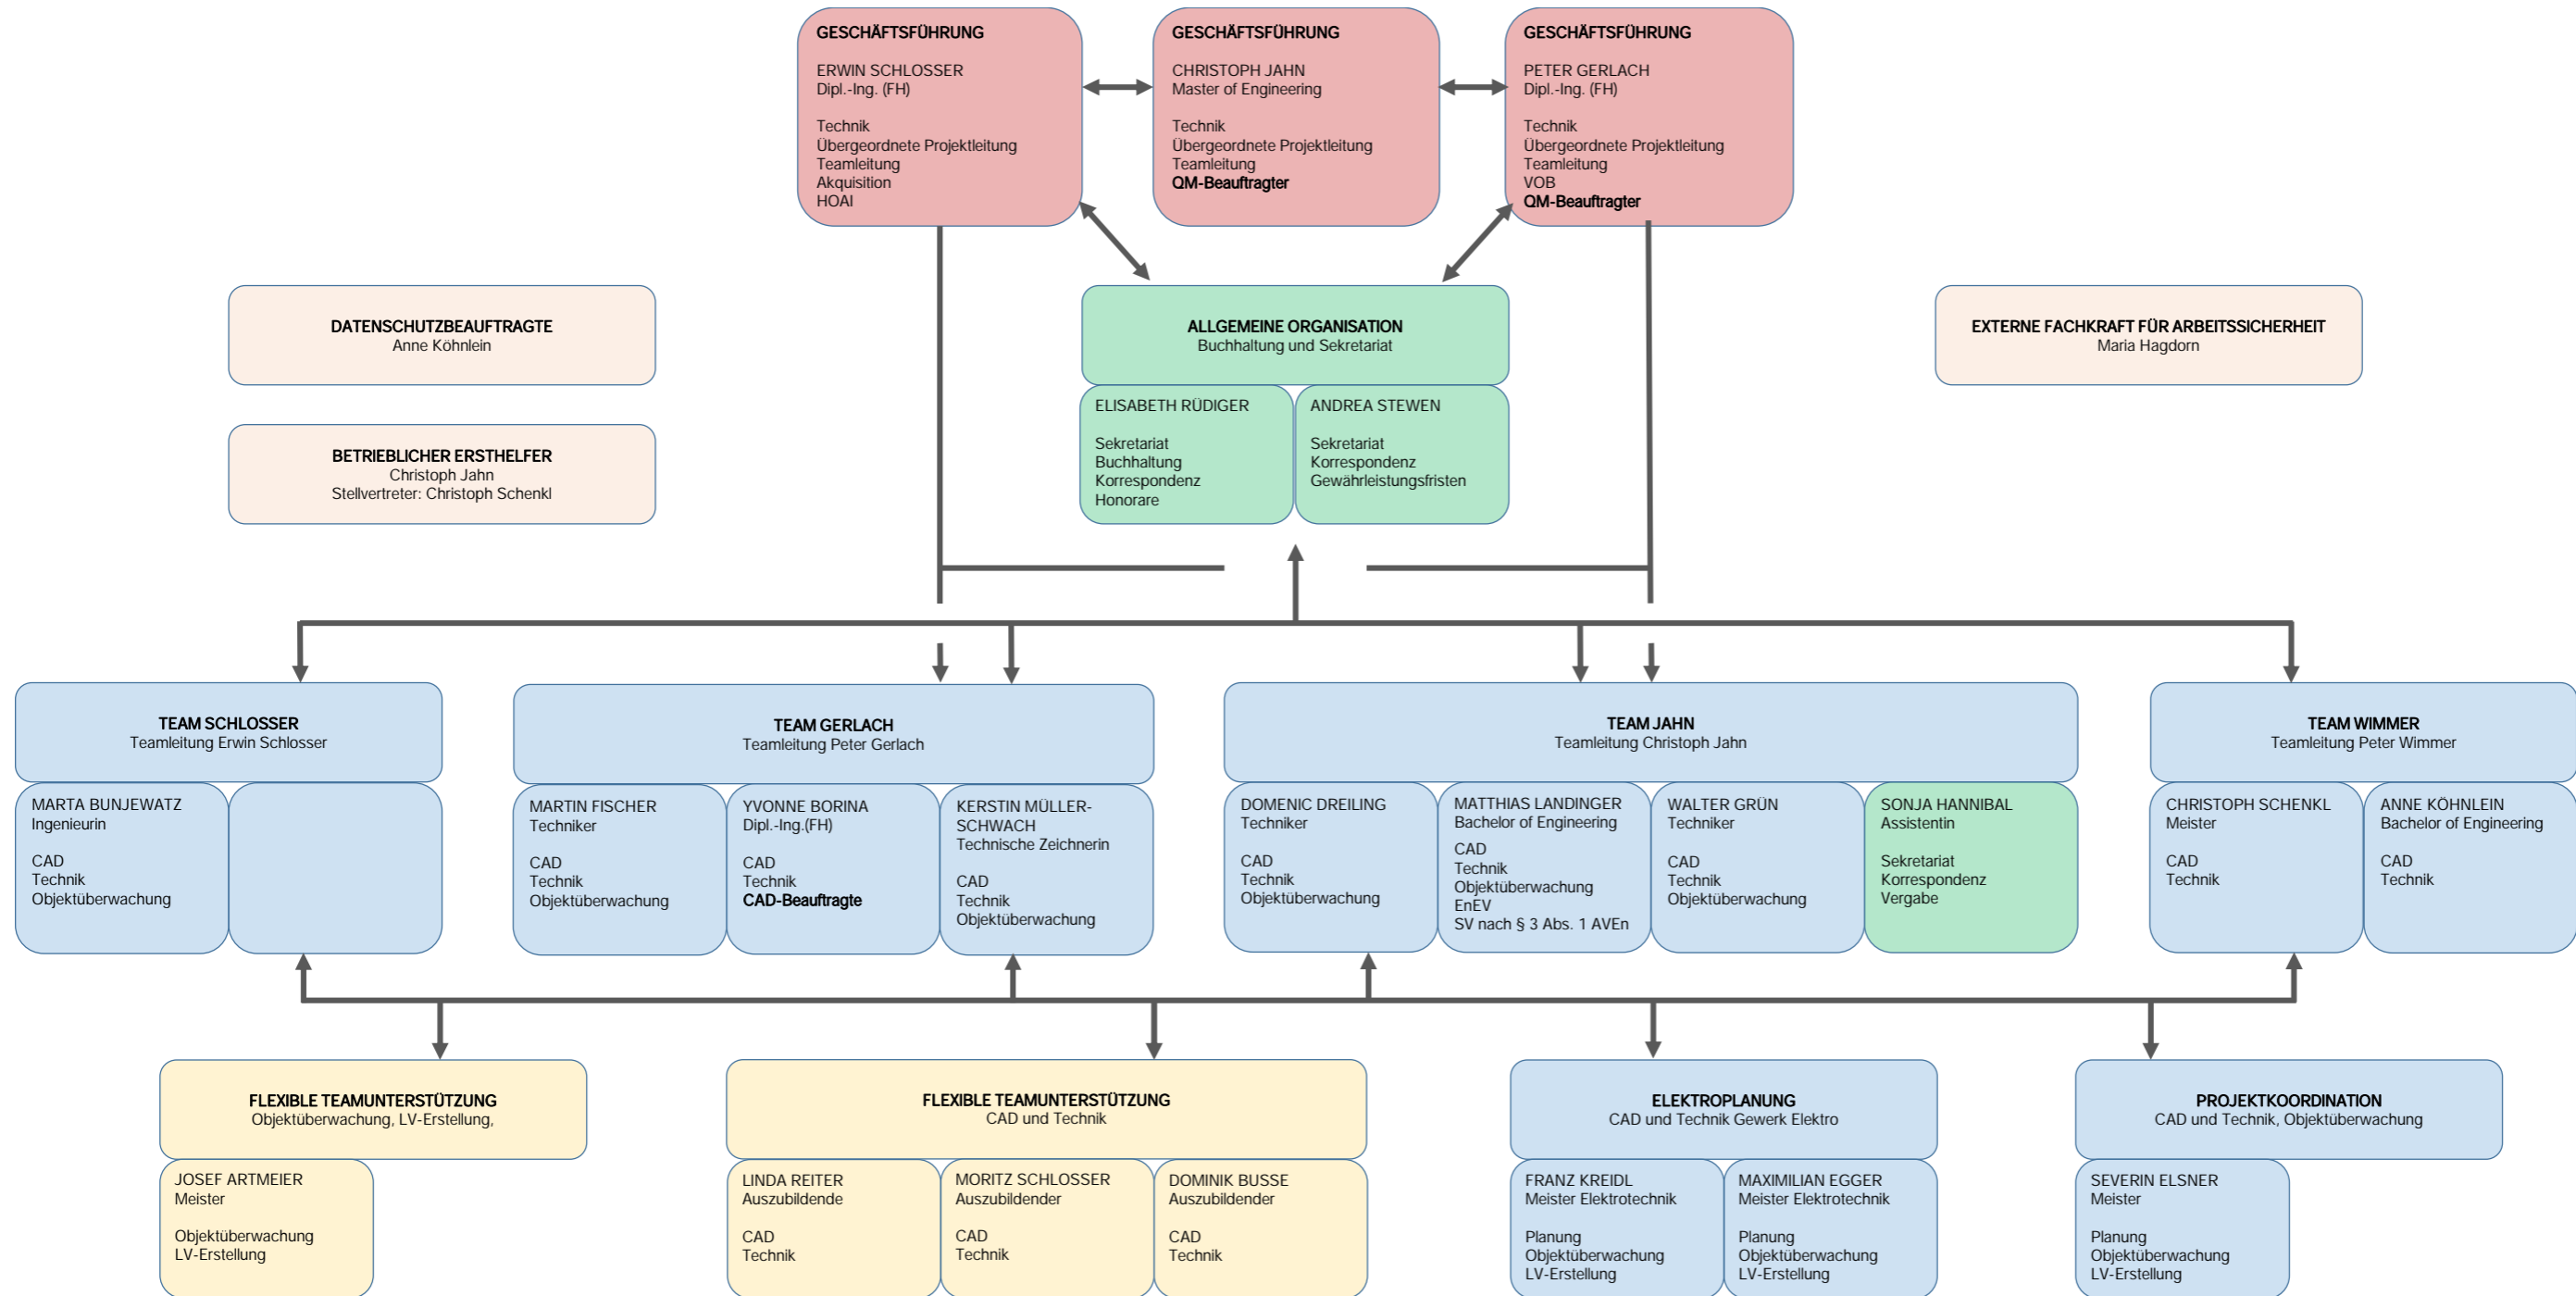 GESCHÄFTSFÜHRUNG
ERWIN SCHLOSSER
Dipl.-Ing. (FH)
Technik
Übergeordnete Projektleitung
Teamleitung
Akquisition
HOAI
GESCHÄFTSFÜHRUNG
CHRISTOPH JAHN
Master of Engineering
Technik
Übergeordnete Projektleitung
Teamleitung
QM-Beauftragter
GESCHÄFTSFÜHRUNG
PETER GERLACH
Dipl.-Ing. (FH)
Technik
Übergeordnete Projektleitung
Teamleitung
VOB
QM-Beauftragter
DATENSCHUTZBEAUFTRAGTE
Anne Köhnlein
ALLGEMEINE ORGANISATION
Buchhaltung und Sekretariat
EXTERNE FACHKRAFT FÜR ARBEITSSICHERHEIT
Maria Hagdorn
BETRIEBLICHER ERSTHELFER
Christoph Jahn
Stellvertreter: Christoph Schenkl
ELISABETH RÜDIGER
Sekretariat
Buchhaltung
Korrespondenz
Honorare
ANDREA STEWEN
Sekretariat
Korrespondenz
Gewährleistungsfristen
TEAM SCHLOSSER
Teamleitung Erwin Schlosser
MARTA BUNJEWATZ
Ingenieurin
CAD
Technik
Objektüberwachung
TEAM GERLACH
Teamleitung Peter Gerlach
MARTIN FISCHER
Techniker
CAD
Technik
Objektüberwachung
YVONNE BORINA
Dipl.-Ing.(FH)
CAD
Technik
CAD-Beauftragte
KERSTIN MÜLLER-
SCHWACH
Technische Zeichnerin
CAD
Technik
Objektüberwachung
TEAM JAHN
Teamleitung Christoph Jahn
DOMENIC DREILING
Techniker
CAD
Technik
Objektüberwachung
MATTHIAS LANDINGER
Bachelor of Engineering
CAD
Technik
Objektüberwachung
EnEV
SV nach § 3 Abs. 1 AVEn
WALTER GRÜN
Techniker
CAD
Technik
Objektüberwachung
SONJA HANNIBAL
Assistentin
Sekretariat
Korrespondenz
Vergabe
TEAM WIMMER
Teamleitung Peter Wimmer
CHRISTOPH SCHENKL
Meister
CAD
Technik
ANNE KÖHNLEIN
Bachelor of Engineering
CAD
Technik
FLEXIBLE TEAMUNTERSTÜTZUNG
Objektüberwachung, LV-Erstellung,
JOSEF ARTMEIER
Meister
Objektüberwachung
LV-Erstellung
FLEXIBLE TEAMUNTERSTÜTZUNG
CAD und Technik
LINDA REITER
Auszubildende
CAD
Technik
MORITZ SCHLOSSER
Auszubildender
CAD
Technik
DOMINIK BUSSE
Auszubildender
CAD
Technik
ELEKTROPLANUNG
CAD und Technik Gewerk Elektro
FRANZ KREIDL
Meister Elektrotechnik
Planung
Objektüberwachung
LV-Erstellung
MAXIMILIAN EGGER
Meister Elektrotechnik
Planung
Objektüberwachung
LV-Erstellung
PROJEKTKOORDINATION
CAD und Technik, Objektüberwachung
SEVERIN ELSNER
Meister
Planung
Objektüberwachung
LV-Erstellung